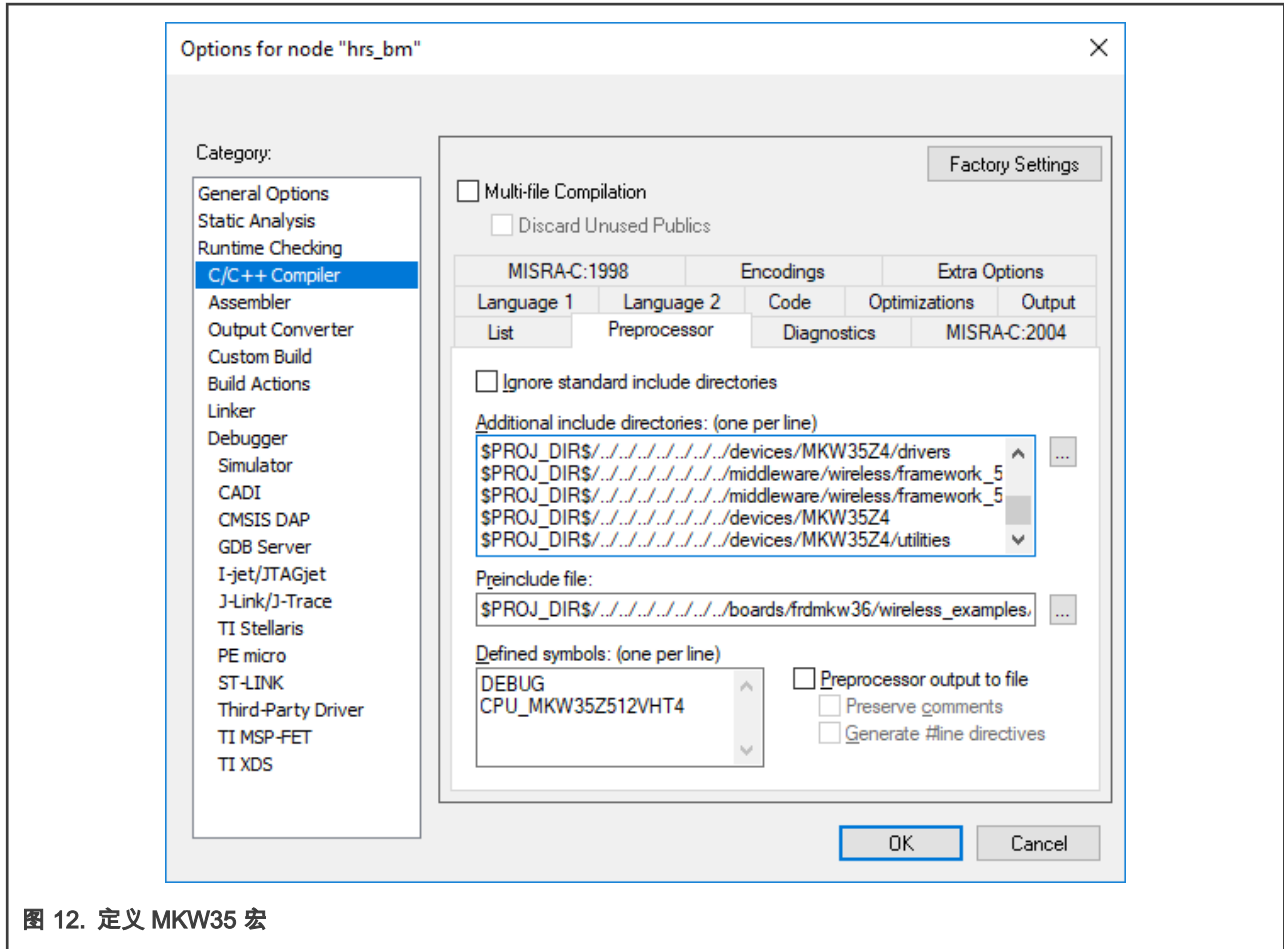 Options for node "hrs_bm"
Category:
General Options
Static Analysis
Runtime Checking
C/C++ Compiler
Assembler
Output Converter
Custom Build
Build Actions
Linker
Debugger
Simulator
CADI
CMSIS DAP
GDB Server
I-jet/JTAGjet
J-Link/J-Trace
TI Stellaris
PE micro
ST-LINK
Third-Party Driver
TI MSP-FET
TI XDS
Factory Settings
Multi-file Compilation
Discard Unused Publics
MISRA-C:1998 Encodings Extra Options
Language 1 Language 2 Code Optimizations Output
List Preprocessor Diagnostics MISRA-C:2004
Ignore standard include directories
Additional include directories: (one per line)
$PROJ_DIR$/../../../../../../../devices/MKW35Z4/drivers
$PROJ_DIR$/../../../../../../../middleware/wireless/framework_5
$PROJ_DIR$/../../../../../../../middleware/wireless/framework_5
$PROJ_DIR$/../../../../../../../devices/MKW35Z4
$PROJ_DIR$/../../../../../../../devices/MKW35Z4/utilities
...
Preinclude file:
$PROJ_DIR$/../../../../../../../boards/frdmkw36/wireless_examples/
...
Defined symbols: (one per line)
DEBUG
CPU_MKW35Z512VHT4
Preprocessor output to file
Preserve comments
Generate #line directives
OK Cancel
图 12. 定义 MKW35 宏